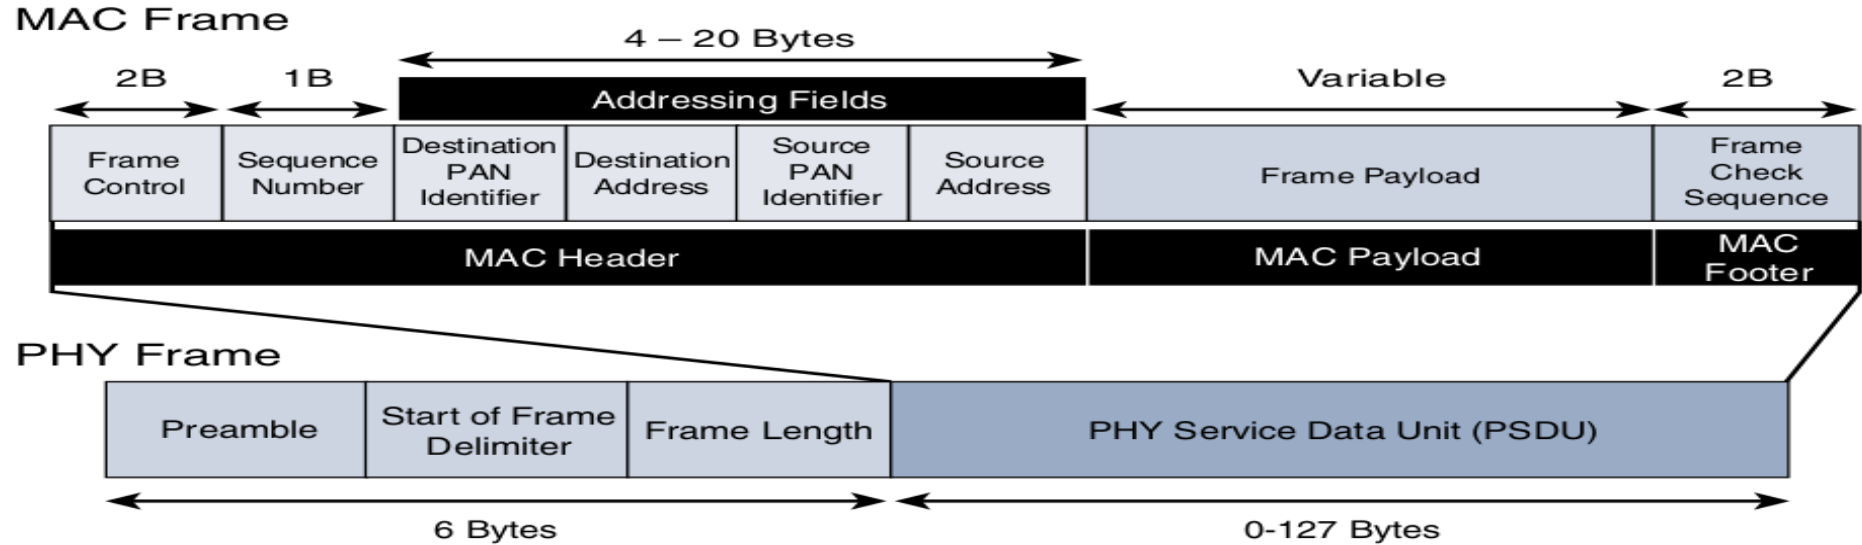 MAC Frame
4 – 20 Bytes
2B
1B
Variable
2B
Addressing Fields
Frame
Control
Sequence
Number
Destination
PAN
Identifier
Destination
Address
Source
PAN
Identifier
Source
Address
Frame Payload
Frame
Check
Sequence
MAC Header
MAC Payload
MAC
Footer
PHY Frame
Preamble
Start of Frame
Delimiter
Frame Length
PHY Service Data Unit (PSDU)
6 Bytes
0-127 Bytes